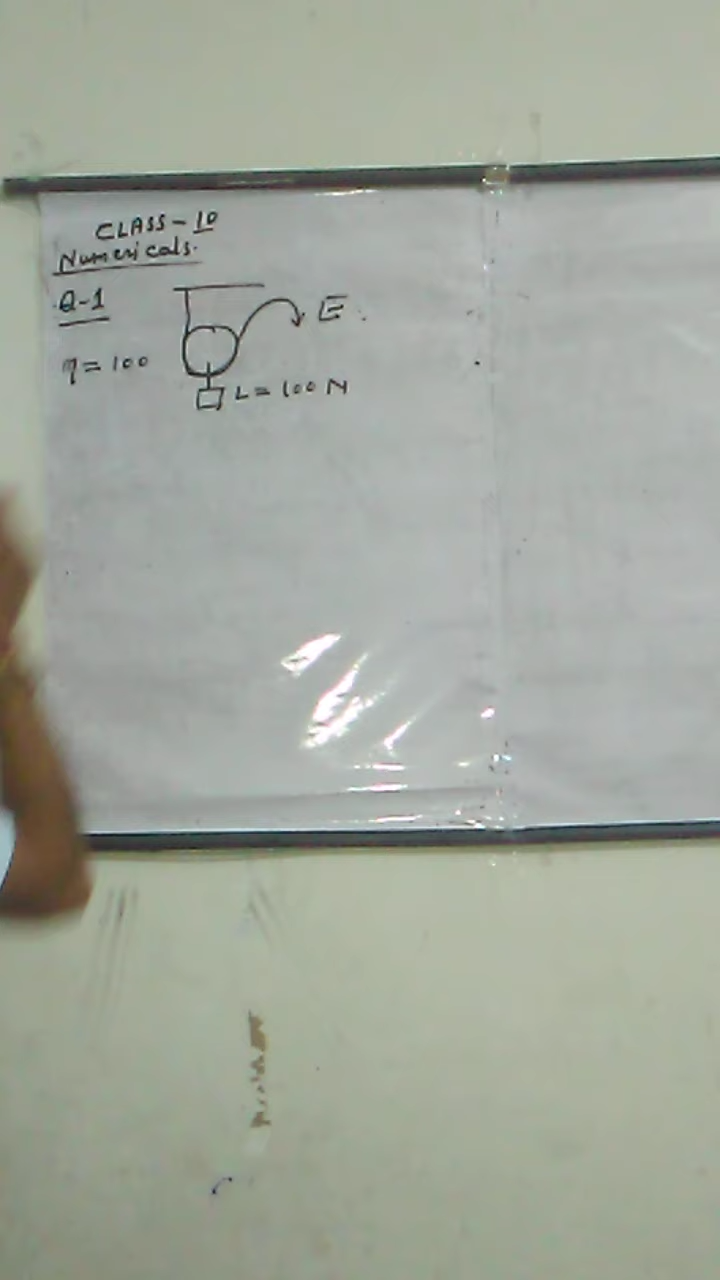 CLASS - 10
Numericals.
Q-1
E
η = 100
L = 100 N